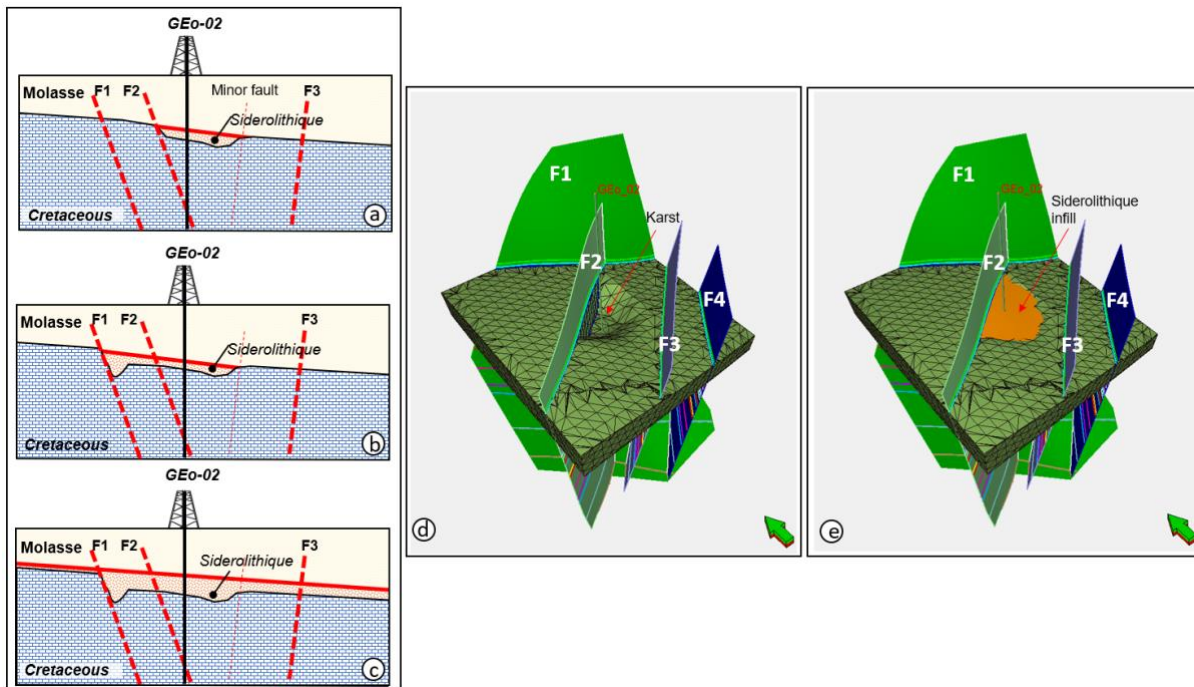 GEo-02
Molasse F1 F2 Minor fault F3
Siderolithique
Cretaceous
a
GEo-02
Molasse F1 F2 F3
Siderolithique
Cretaceous
b
GEo-02
Molasse F1 F2 Siderolithique F3
Cretaceous
c
F1
GEo_02
Karst
F2
F4
F3
d
F1
GEo_02
Siderolithique
infill
F2
F4
F3
e